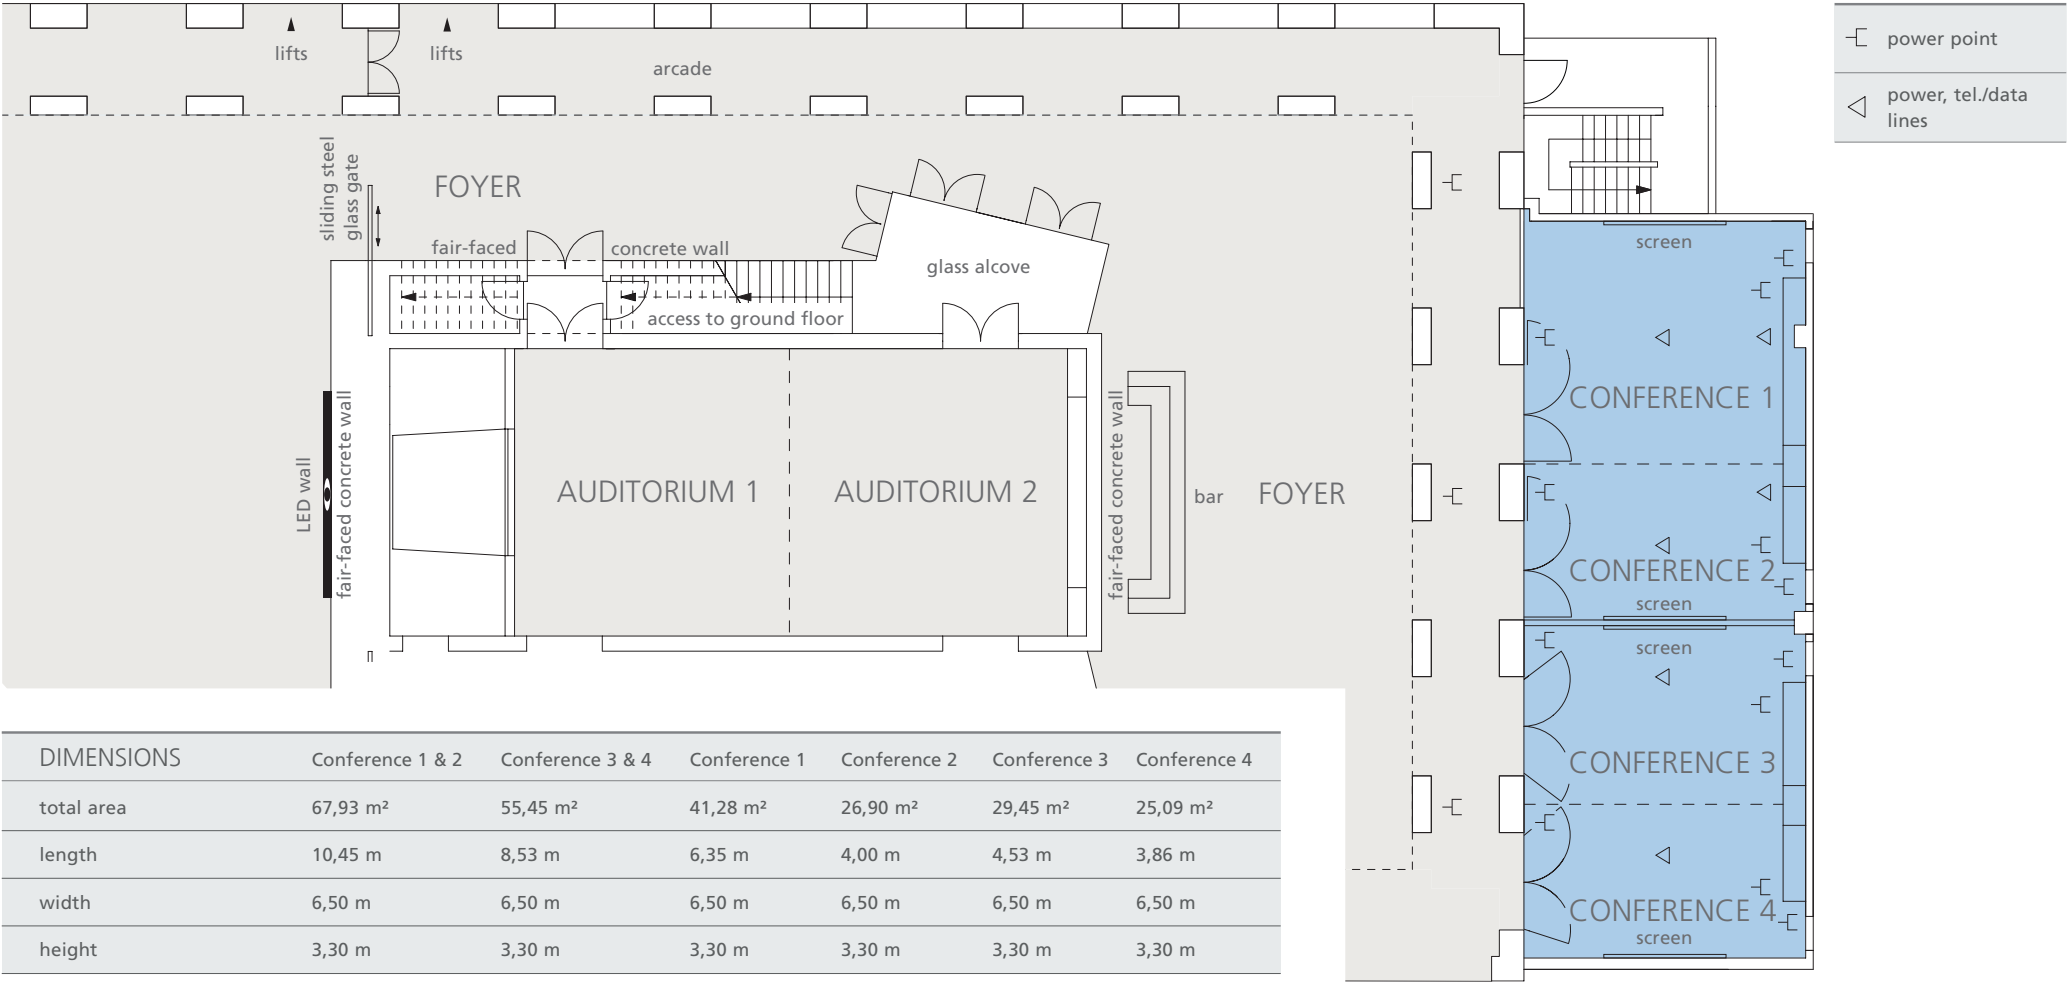 lifts
lifts
arcade
power point
power, tel./data
lines
sliding steel
glass gate
FOYER
fair-faced
concrete wall
glass alcove
access to ground floor
screen
CONFERENCE 1
LED wall
fair-faced concrete wall
AUDITORIUM 1
AUDITORIUM 2
fair-faced concrete wall
bar
FOYER
CONFERENCE 2
screen
screen
CONFERENCE 3
CONFERENCE 4
screen
DIMENSIONS Conference 1 & 2 Conference 3 & 4 Conference 1 Conference 2 Conference 3 Conference 4
total area 67,93 m² 55,45 m² 41,28 m² 26,90 m² 29,45 m² 25,09 m²
length 10,45 m 8,53 m 6,35 m 4,00 m 4,53 m 3,86 m
width 6,50 m 6,50 m 6,50 m 6,50 m 6,50 m 6,50 m
height 3,30 m 3,30 m 3,30 m 3,30 m 3,30 m 3,30 m